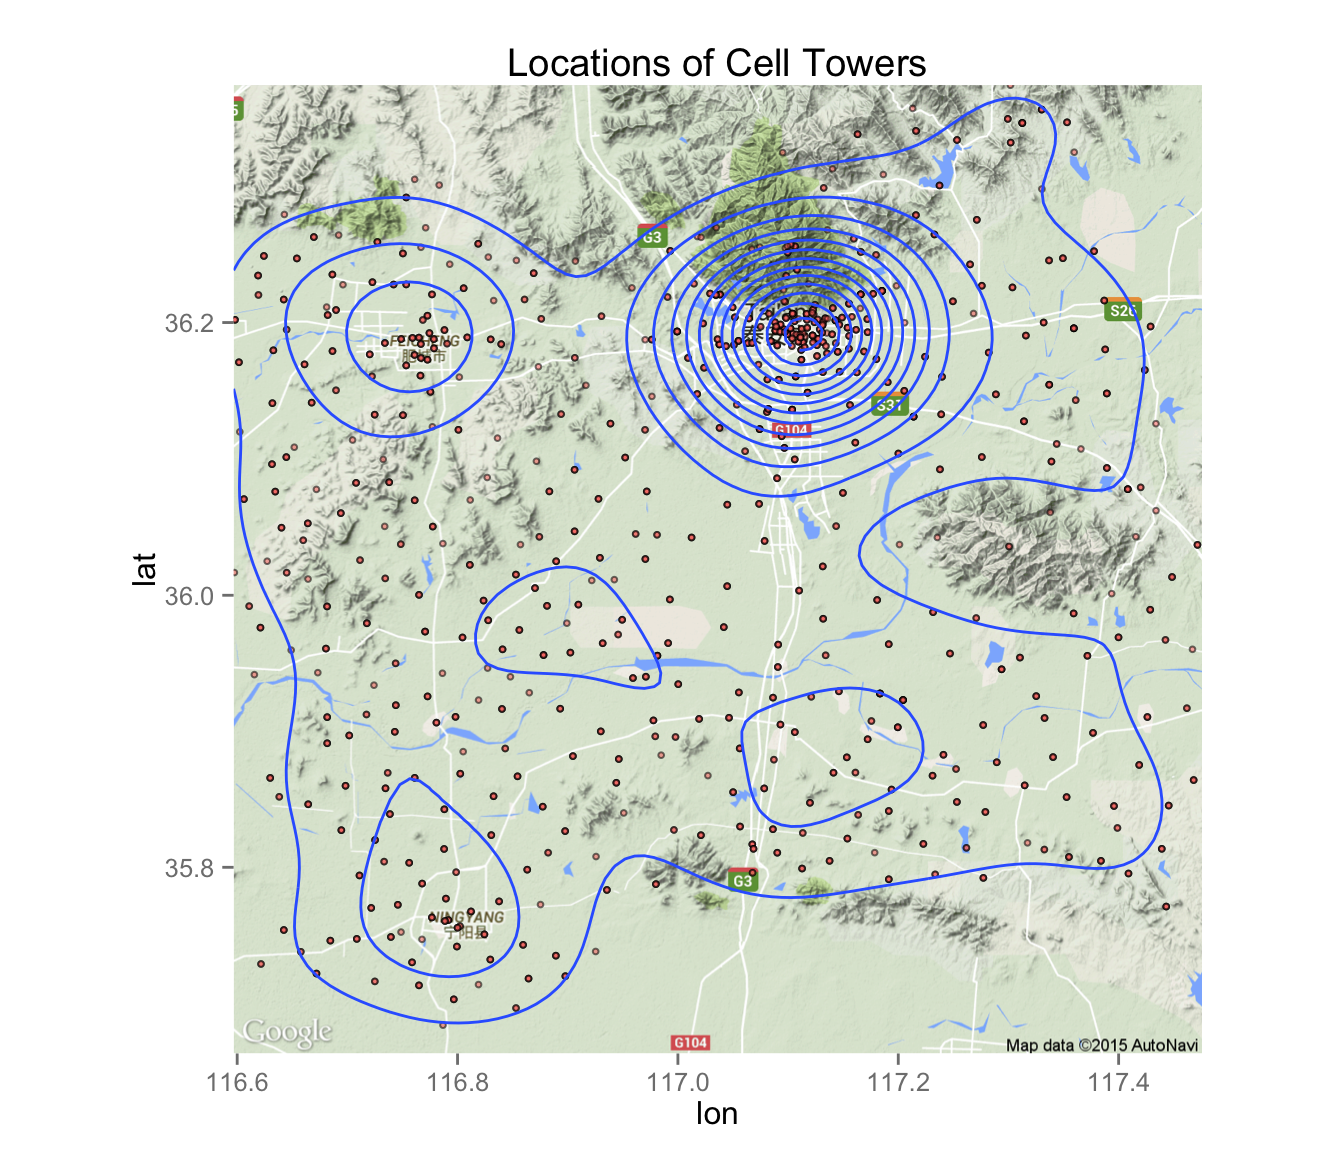 Locations of Cell Towers
5
G3
S20
36.2
肥城市
S31
G104
lat
36.0
35.8
G3
NINGYANG
宁阳县
Google
G104
Map data ©2015 AutoNavi
116.6
116.8
117.0
117.2
117.4
lon